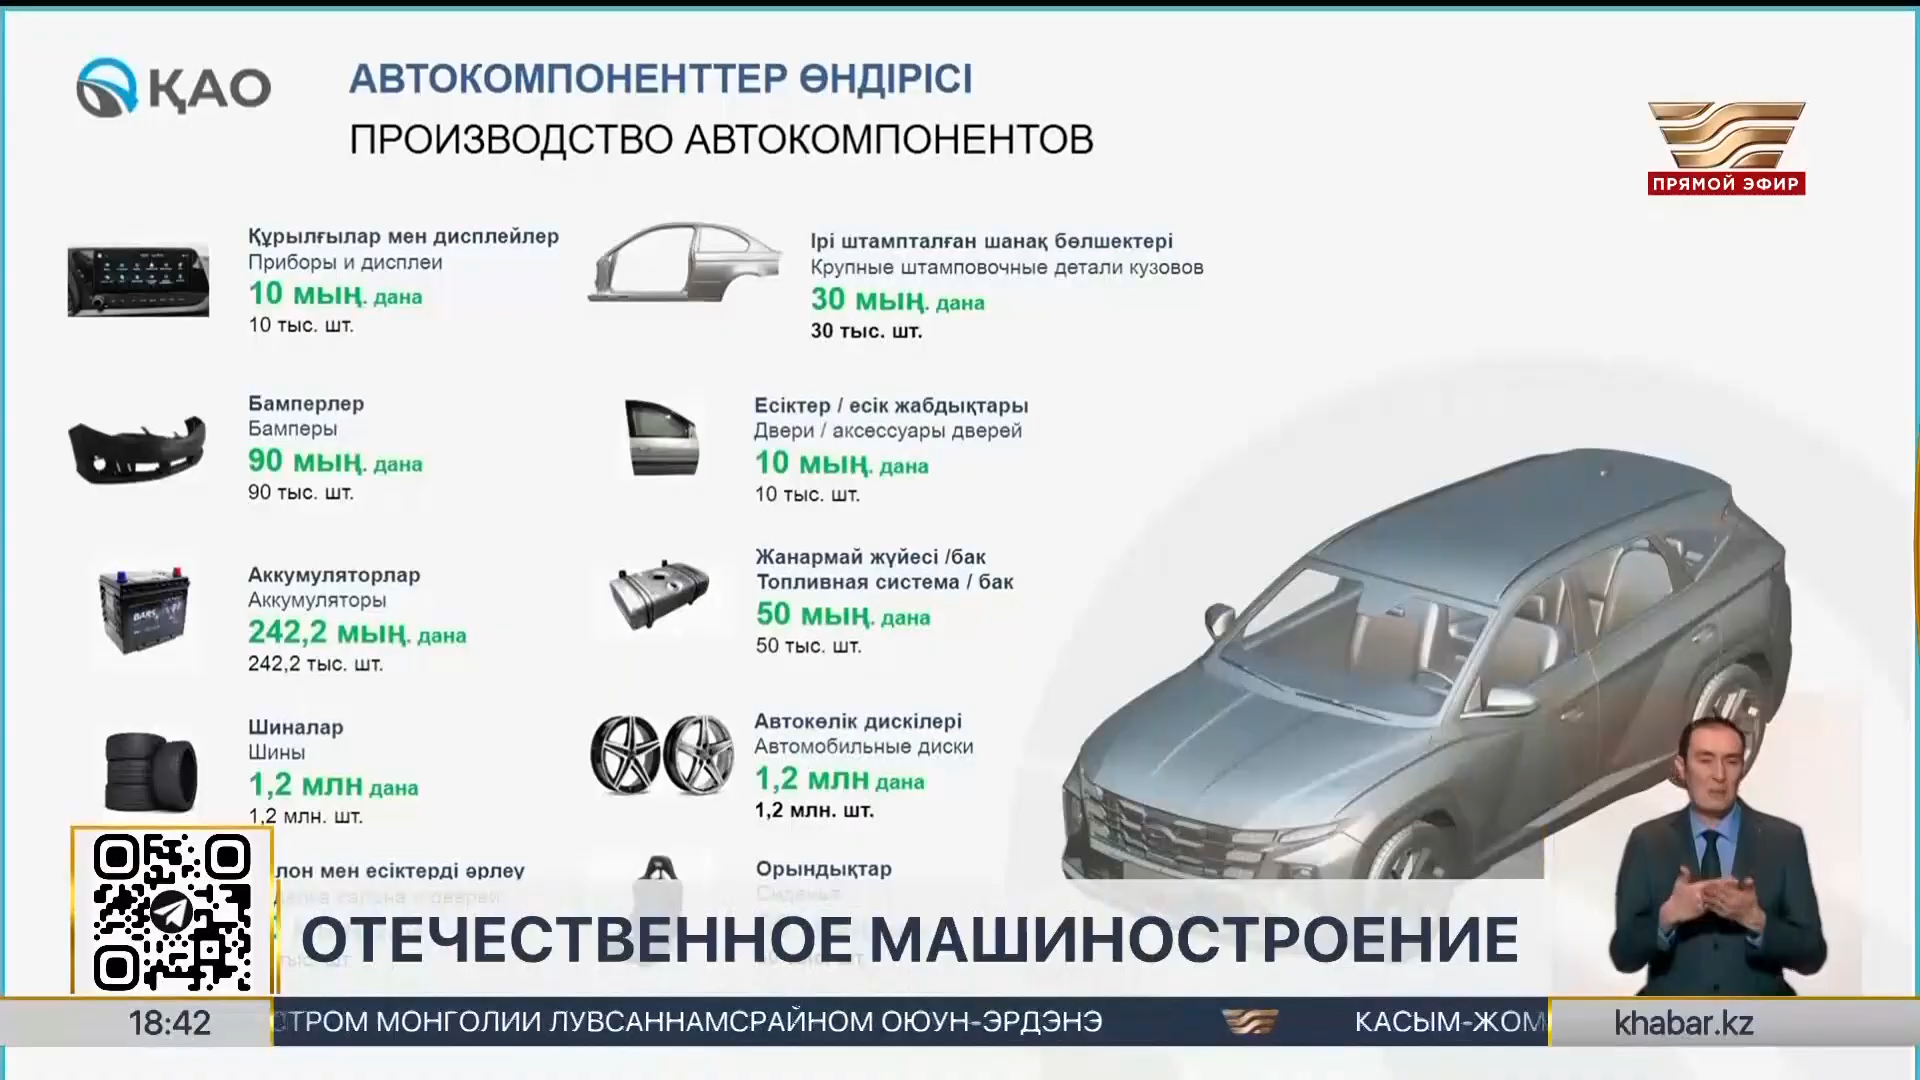 ҚАО
АВТОКОМПОНЕНТТЕР ӨНДІРІСІ
ПРОИЗВОДСТВО АВТОКОМПОНЕНТОВ
ПРЯМОЙ ЭФИР
Құрылғылар мен дисплейлер
Приборы и дисплеи
10 мың. дана
10 тыс. шт.
Ірі штампталған шанақ бөлшектері
Крупные штамповочные детали кузовов
30 мың. дана
30 тыс. шт.
Бамперлер
Бамперы
90 мың. дана
90 тыс. шт.
Есіктер / есік жабдықтары
Двери / аксессуары дверей
10 мың. дана
10 тыс. шт.
Аккумуляторлар
Аккумуляторы
242,2 мың. дана
242,2 тыс. шт.
Жанармай жүйесі /бак
Топливная система / бак
50 мың. дана
50 тыс. шт.
Шиналар
Шины
1,2 млн дана
1,2 млн. шт.
Автокөлік дискілері
Автомобильные диски
1,2 млн дана
1,2 млн. шт.
лон мен есіктерді әрлеу
Орындықтар
Сиденья
ОТЕЧЕСТВЕННОЕ МАШИНОСТРОЕНИЕ
18:42
СТРОМ МОНГОЛИИ ЛУВСАННАМСРАЙНОМ ОЮУН-ЭРДЭНЭ
КАСЫМ-ЖОМ
khabar.kz